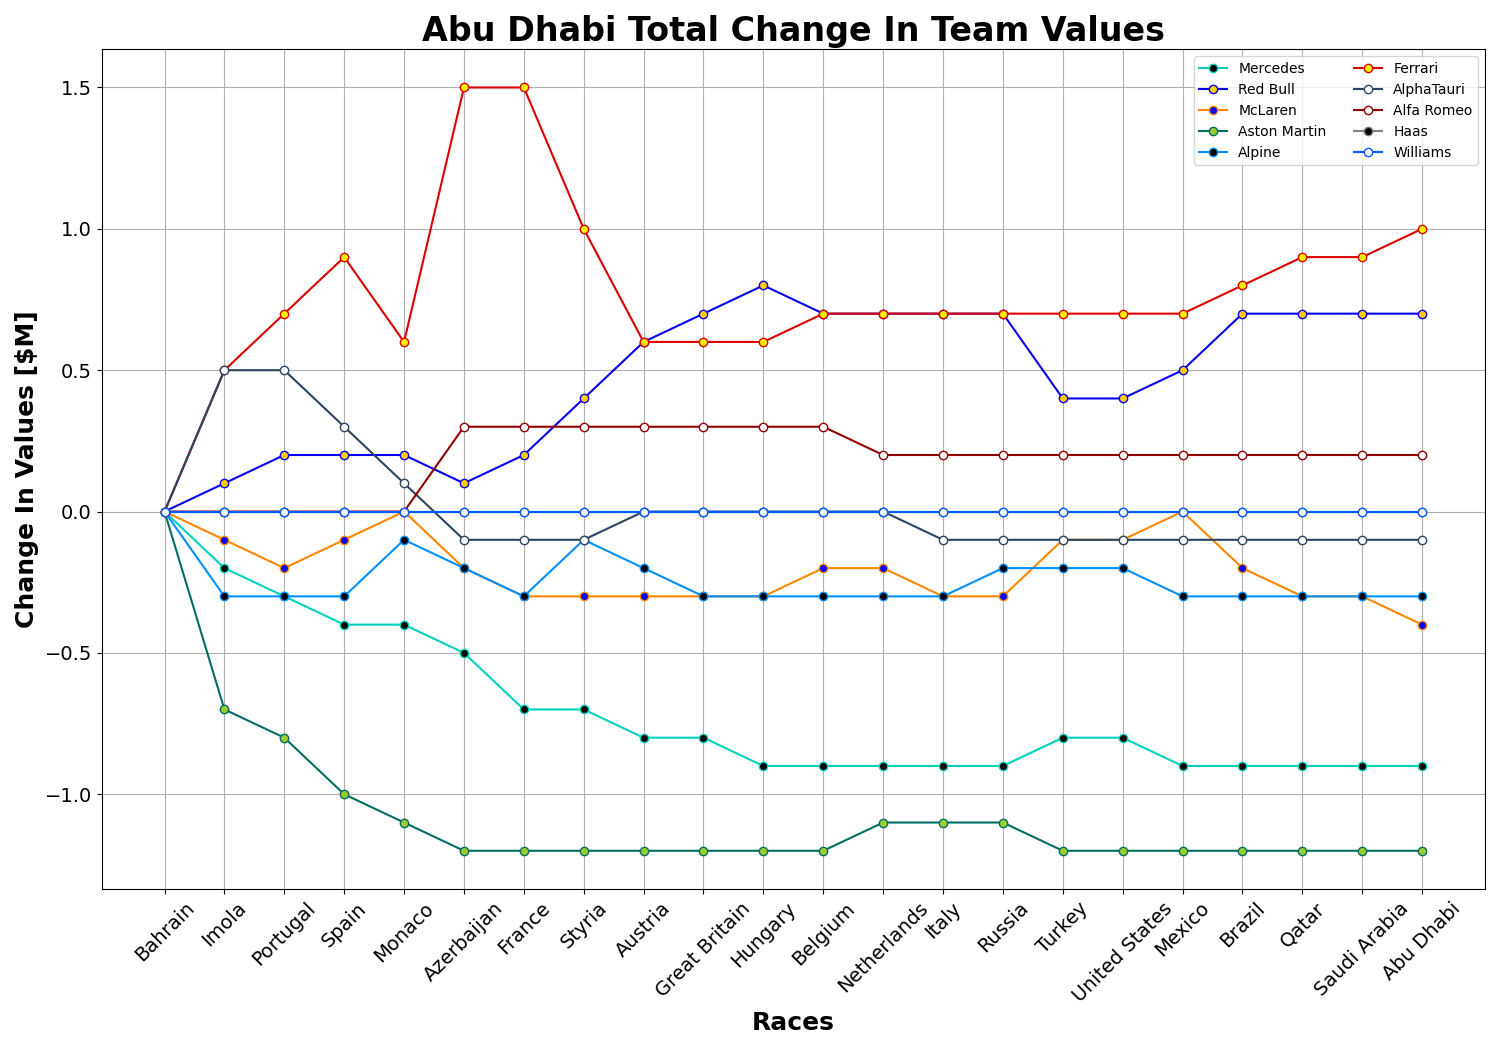 Abu Dhabi Total Change In Team Values
Mercedes
Red Bull
McLaren
Aston Martin
Alpine
Ferrari
AlphaTauri
Alfa Romeo
Haas
Williams
Change In Values [$M]
1.5
1.0
0.5
0.0
−0.5
−1.0
Bahrain
Imola
Portugal
Spain
Monaco
Azerbaijan
France
Styria
Austria
Great Britain
Hungary
Belgium
Netherlands
Italy
Russia
Turkey
United States
Mexico
Brazil
Qatar
Saudi Arabia
Abu Dhabi
Races